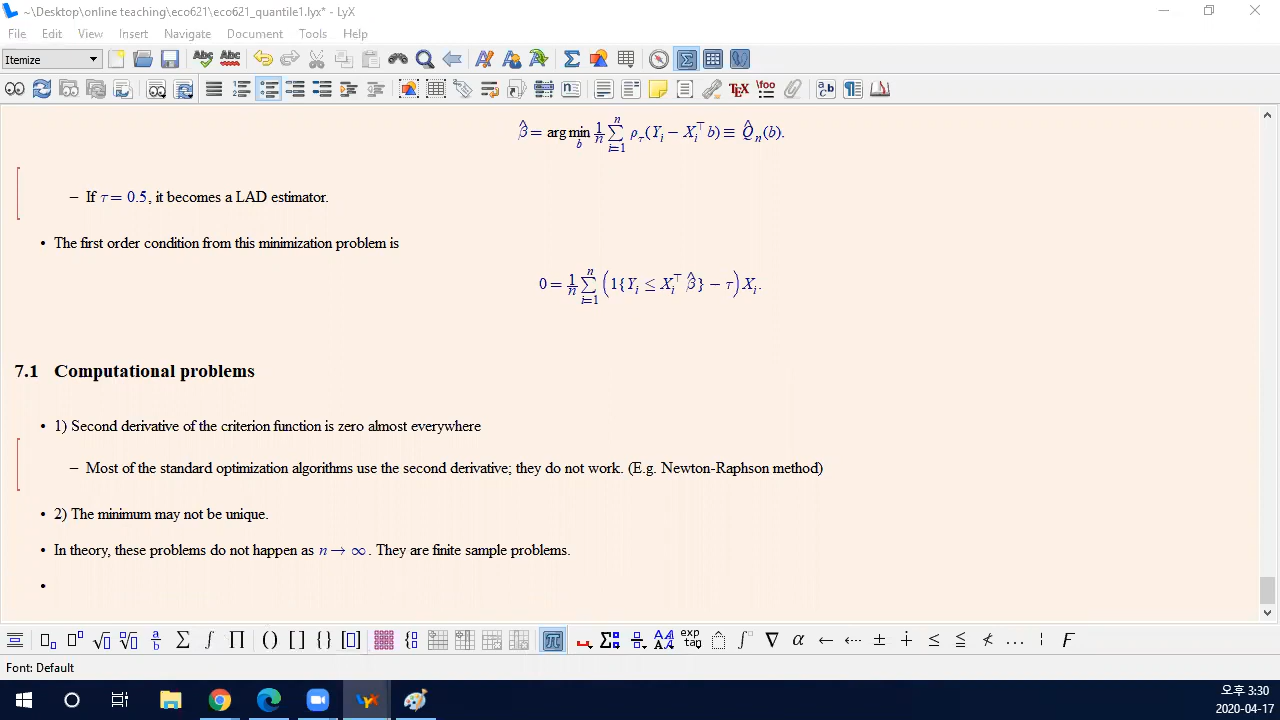 ~\Desktop\online teaching\eco621\eco621_quantile1.lyx* - LyX
File Edit View Insert Navigate Document Tools Help
Itemize
β̂ = arg min_b 1/n ∑_{i=1}^{n} ρ_τ(Y_i − X_i^⊤ b) ≡ Q̂_n(b).
– If τ = 0.5, it becomes a LAD estimator.
• The first order condition from this minimization problem is
0 = 1/n ∑_{i=1}^{n} (1{Y_i ≤ X_i^⊤ β̂} − τ) X_i.
7.1 Computational problems
• 1) Second derivative of the criterion function is zero almost everywhere
– Most of the standard optimization algorithms use the second derivative; they do not work. (E.g. Newton-Raphson method)
• 2) The minimum may not be unique.
• In theory, these problems do not happen as n → ∞. They are finite sample problems.
•
Font: Default
오후 3:30
2020-04-17